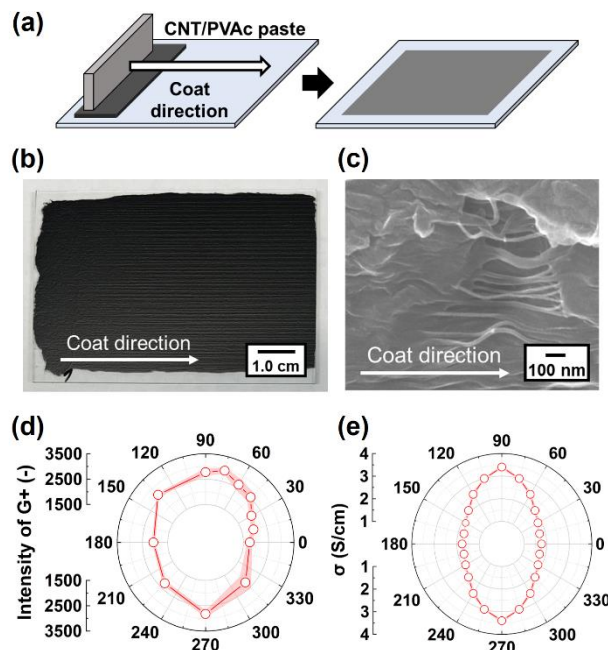 (a)
CNT/PVAc paste
Coat
direction
(b)
Coat direction
1.0 cm
(c)
Coat direction
100 nm
(d)
Intensity of G+ (-)
3500
2500
1500
1500
2500
3500
90
60
30
0
330
300
270
240
210
180
150
120
(e)
σ (S/cm)
4
3
2
1
1
2
3
4
90
60
30
0
330
300
270
240
210
180
150
120